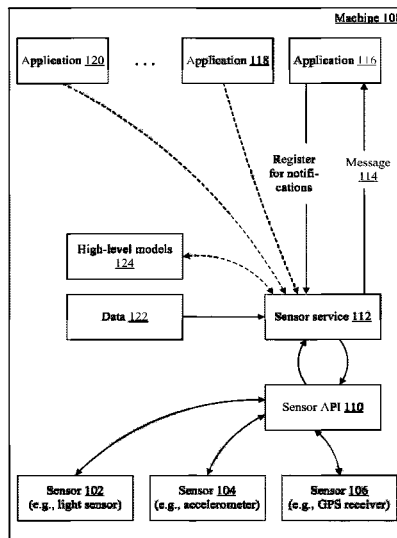 Machine 108
Application 120
. . .
Application 118
Application 116
Register
for notifi-
cations
Message
114
High-level models
124
Data 122
Sensor service 112
Sensor API 110
Sensor 102
(e.g., light sensor)
Sensor 104
(e.g., accelerometer)
Sensor 106
(e.g., GPS receiver)